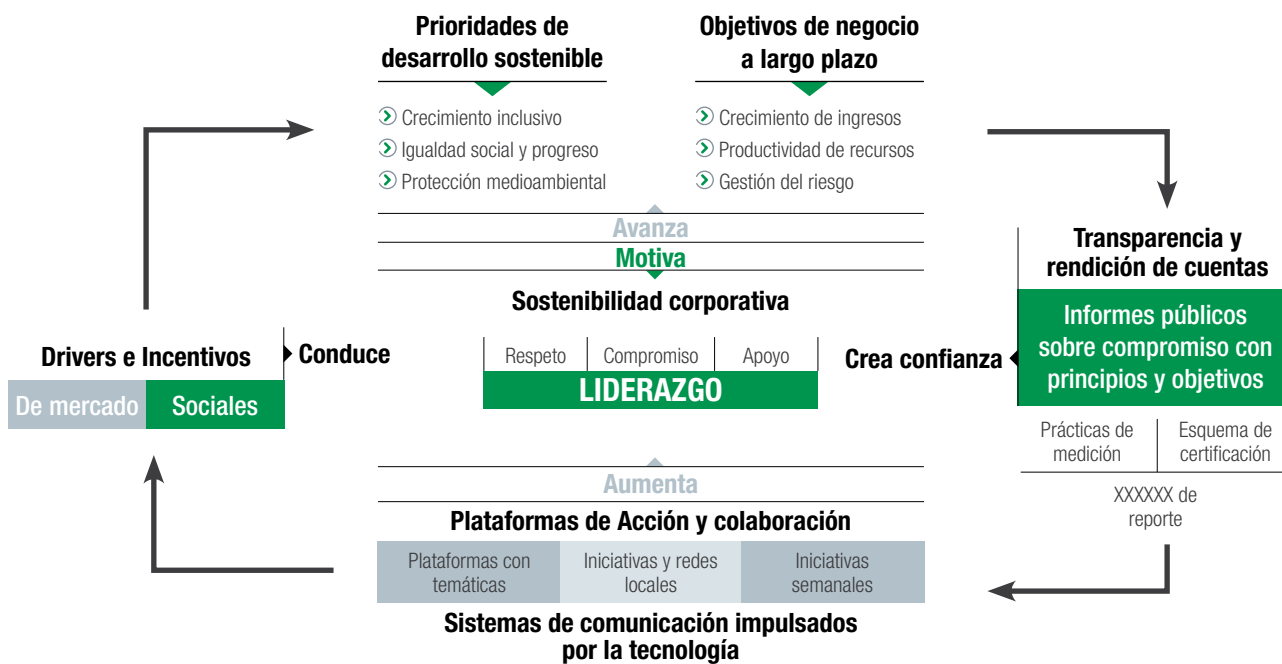 Prioridades de
desarrollo sostenible
Crecimiento inclusivo
Igualdad social y progreso
Protección medioambiental
Objetivos de negocio
a largo plazo
Crecimiento de ingresos
Productividad de recursos
Gestión del riesgo
Avanza
Motiva
Sostenibilidad corporativa
Respeto
Compromiso
Apoyo
LIDERAZGO
Drivers e Incentivos
De mercado
Sociales
Conduce
Crea confianza
Transparencia y
rendición de cuentas
Informes públicos
sobre compromiso con
principios y objetivos
Prácticas de
medición
Esquema de
certificación
XXXXXX de
reporte
Aumenta
Plataformas de Acción y colaboración
Plataformas con
temáticas
Iniciativas y redes
locales
Iniciativas
semanales
Sistemas de comunicación impulsados
por la tecnología